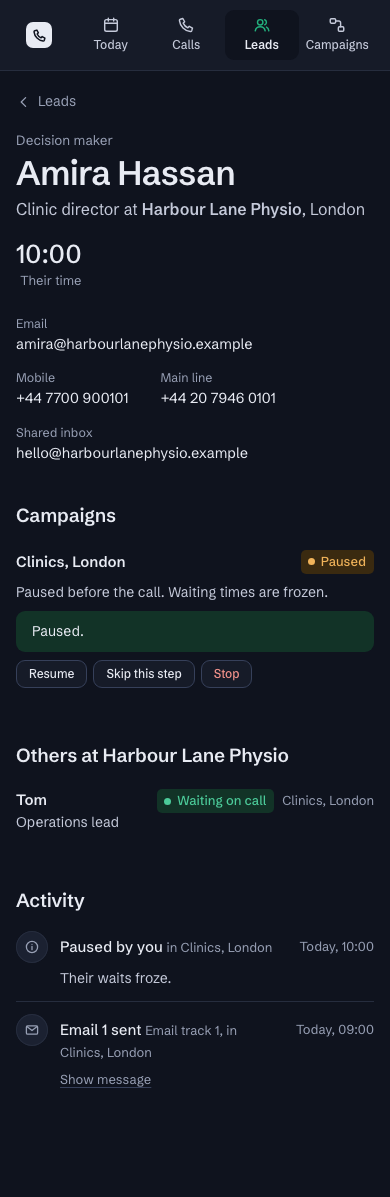 Today
Calls
Leads
Campaigns
Leads
Decision maker
Amira Hassan
Clinic director at Harbour Lane Physio, London
10:00
Their time
Email
amira@harbourlanephysio.example
Mobile
Main line
+44 7700 900101
+44 20 7946 0101
Shared inbox
hello@harbourlanephysio.example
Campaigns
Clinics, London
Paused
Paused before the call. Waiting times are frozen.
Paused.
Resume
Skip this step
Stop
Others at Harbour Lane Physio
Tom
Waiting on call
Clinics, London
Operations lead
Activity
Paused by you in Clinics, London
Today, 10:00
Their waits froze.
Email 1 sent Email track 1, in
Today, 09:00
Clinics, London
Show message